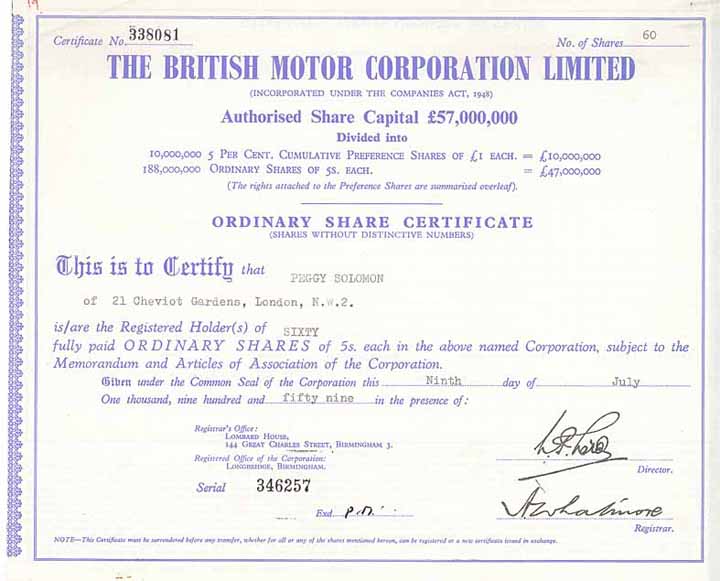 Certificate No. 338081 No. of Shares 60
THE BRITISH MOTOR CORPORATION LIMITED
(INCORPORATED UNDER THE COMPANIES ACT, 1948)
Authorised Share Capital £57,000,000
Divided into
10,000,000 5 PER CENT. CUMULATIVE PREFERENCE SHARES OF £1 EACH. = £10,000,000
188,000,000 ORDINARY SHARES OF 5S. EACH. = £47,000,000
(The rights attached to the Preference Shares are summarised overleaf).
ORDINARY SHARE CERTIFICATE
(SHARES WITHOUT DISTINCTIVE NUMBERS)
This is to Certify that PEGGY SOLOMON
of 21 Cheviot Gardens, London, N.W.2.
is/are the Registered Holder(s) of SIXTY
fully paid ORDINARY SHARES of 5s. each in the above named Corporation, subject to the
Memorandum and Articles of Association of the Corporation.
Given under the Common Seal of the Corporation this Ninth day of July
One thousand, nine hundred and fifty nine in the presence of:
Registrar's Office:
LOMBARD HOUSE,
144 GREAT CHARLES STREET, BIRMINGHAM 3.
Registered Office of the Corporation:
LONGBRIDGE, BIRMINGHAM.
Director.
Serial 346257
Exd. P.M.
Registrar.
NOTE—This Certificate must be surrendered before any transfer, whether for all or any of the shares mentioned hereon, can be registered or a new certificate issued in exchange.